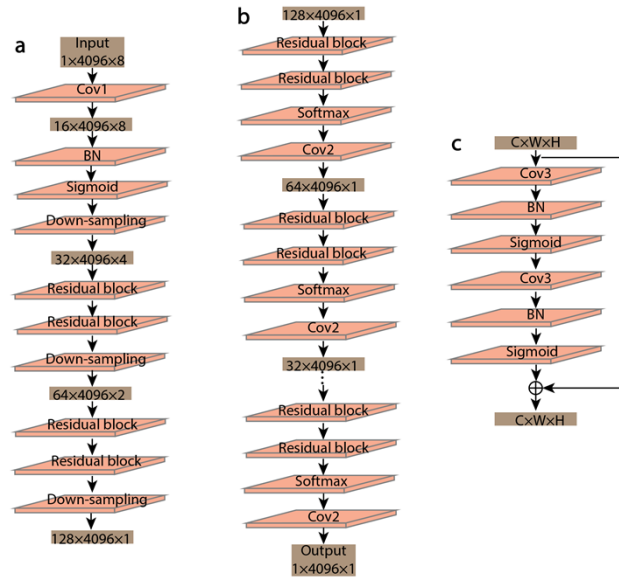 a
Input
1×4096×8
Cov1
16×4096×8
BN
Sigmoid
Down-sampling
32×4096×4
Residual block
Residual block
Down-sampling
64×4096×2
Residual block
Residual block
Down-sampling
128×4096×1
b
128×4096×1
Residual block
Residual block
Softmax
Cov2
64×4096×1
Residual block
Residual block
Softmax
Cov2
32×4096×1
Residual block
Residual block
Softmax
Cov2
Output
1×4096×1
c
C×W×H
Cov3
BN
Sigmoid
Cov3
BN
Sigmoid
C×W×H